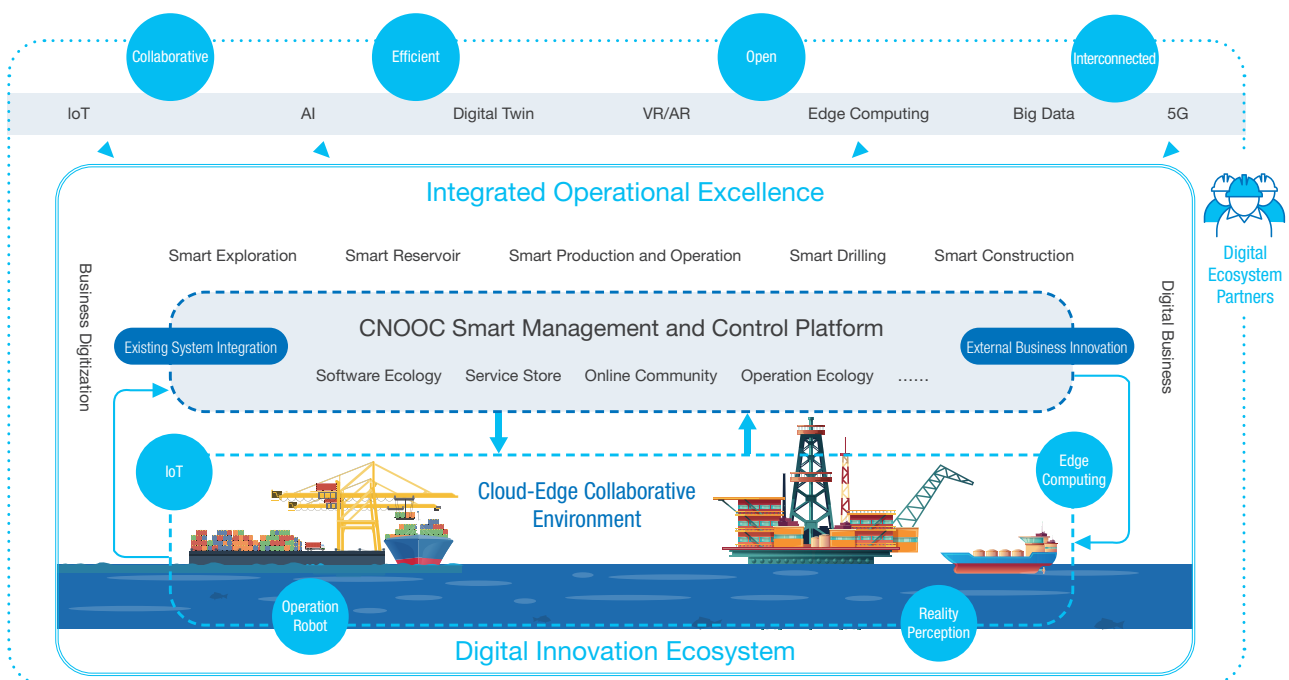 Collaborative
Efficient
Open
Interconnected
IoT
AI
Digital Twin
VR/AR
Edge Computing
Big Data
5G
Integrated Operational Excellence
Digital
Ecosystem
Partners
Smart Exploration
Smart Reservoir
Smart Production and Operation
Smart Drilling
Smart Construction
Business Digitization
Digital Business
CNOOC Smart Management and Control Platform
Existing System Integration
External Business Innovation
Software Ecology
Service Store
Online Community
Operation Ecology
......
IoT
Cloud-Edge Collaborative
Environment
Edge
Computing
Operation
Robot
Reality
Perception
Digital Innovation Ecosystem